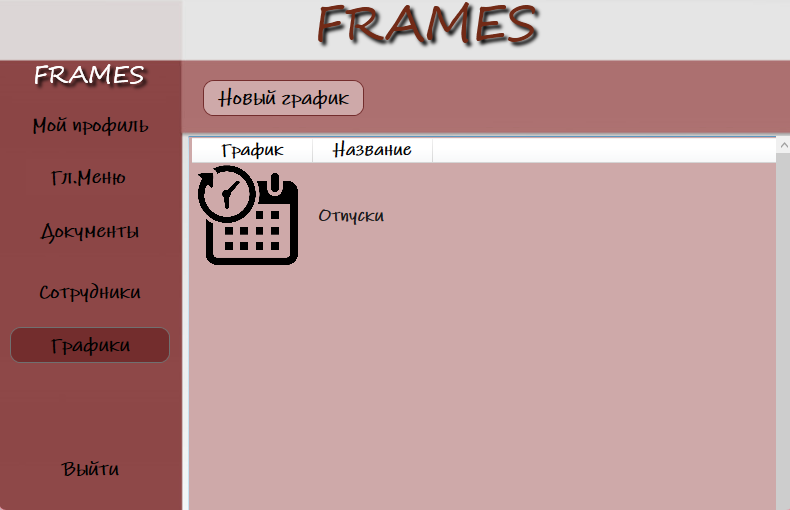 FRAMES
FRAMES
Мой профиль
Гл.Меню
Документы
Сотрудники
Графики
Выйти
Новый график
График Название
Отпуски